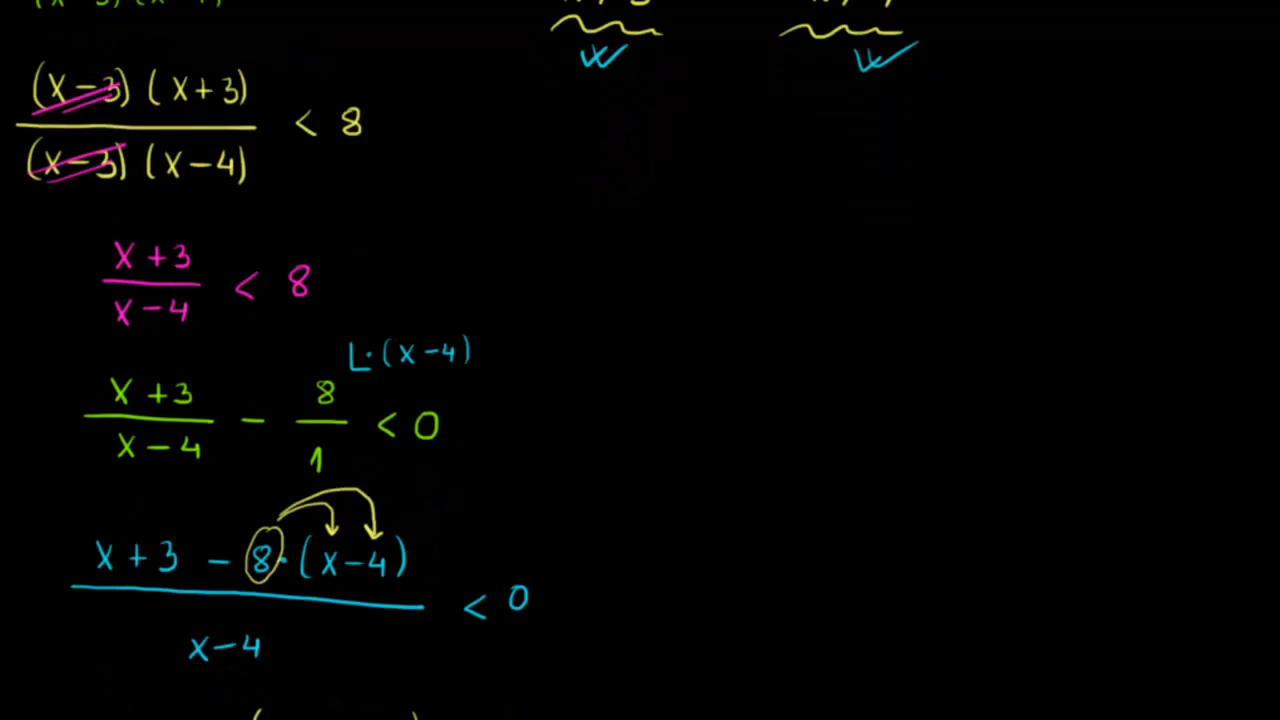 (x-3) (x+3)
< 8
(x-3) (x-4)
x+3
< 8
x-4
L·(x-4)
x+3 8
- < 0
x-4 1
x+3 - 8·(x-4)
< 0
x-4